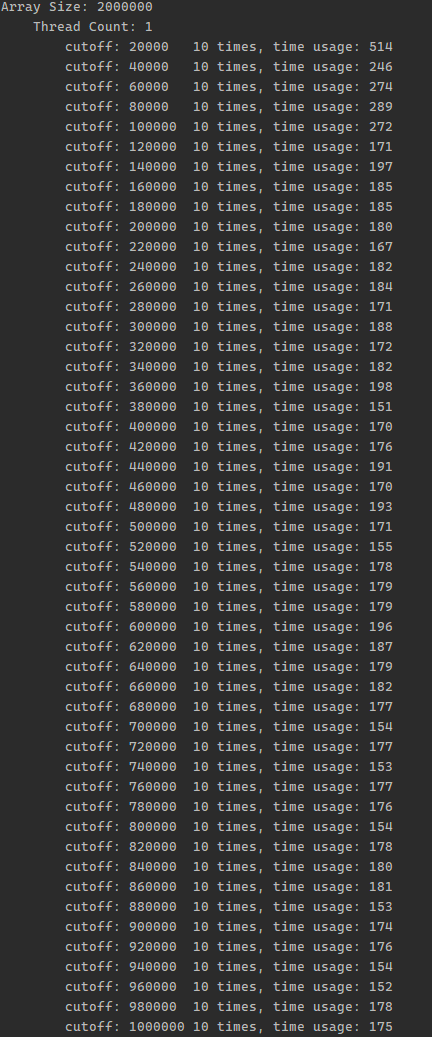 Array Size: 2000000
Thread Count: 1
cutoff: 20000 10 times, time usage: 514
cutoff: 40000 10 times, time usage: 246
cutoff: 60000 10 times, time usage: 274
cutoff: 80000 10 times, time usage: 289
cutoff: 100000 10 times, time usage: 272
cutoff: 120000 10 times, time usage: 171
cutoff: 140000 10 times, time usage: 197
cutoff: 160000 10 times, time usage: 185
cutoff: 180000 10 times, time usage: 185
cutoff: 200000 10 times, time usage: 180
cutoff: 220000 10 times, time usage: 167
cutoff: 240000 10 times, time usage: 182
cutoff: 260000 10 times, time usage: 184
cutoff: 280000 10 times, time usage: 171
cutoff: 300000 10 times, time usage: 188
cutoff: 320000 10 times, time usage: 172
cutoff: 340000 10 times, time usage: 182
cutoff: 360000 10 times, time usage: 198
cutoff: 380000 10 times, time usage: 151
cutoff: 400000 10 times, time usage: 170
cutoff: 420000 10 times, time usage: 176
cutoff: 440000 10 times, time usage: 191
cutoff: 460000 10 times, time usage: 170
cutoff: 480000 10 times, time usage: 193
cutoff: 500000 10 times, time usage: 171
cutoff: 520000 10 times, time usage: 155
cutoff: 540000 10 times, time usage: 178
cutoff: 560000 10 times, time usage: 179
cutoff: 580000 10 times, time usage: 179
cutoff: 600000 10 times, time usage: 196
cutoff: 620000 10 times, time usage: 187
cutoff: 640000 10 times, time usage: 179
cutoff: 660000 10 times, time usage: 182
cutoff: 680000 10 times, time usage: 177
cutoff: 700000 10 times, time usage: 154
cutoff: 720000 10 times, time usage: 177
cutoff: 740000 10 times, time usage: 153
cutoff: 760000 10 times, time usage: 177
cutoff: 780000 10 times, time usage: 176
cutoff: 800000 10 times, time usage: 154
cutoff: 820000 10 times, time usage: 178
cutoff: 840000 10 times, time usage: 180
cutoff: 860000 10 times, time usage: 181
cutoff: 880000 10 times, time usage: 153
cutoff: 900000 10 times, time usage: 174
cutoff: 920000 10 times, time usage: 176
cutoff: 940000 10 times, time usage: 154
cutoff: 960000 10 times, time usage: 152
cutoff: 980000 10 times, time usage: 178
cutoff: 1000000 10 times, time usage: 175